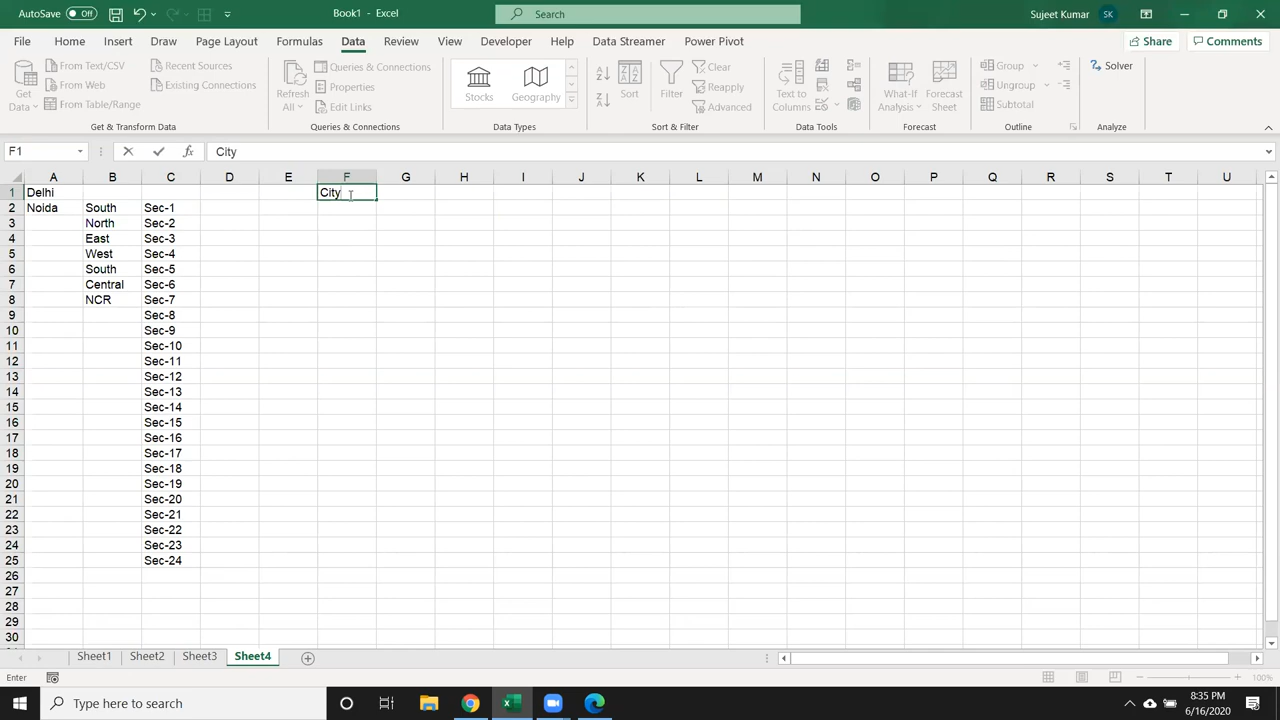 AutoSave Off Book1 - Excel Search Sujeet Kumar SK
File Home Insert Draw Page Layout Formulas Data Review View Developer Help Data Streamer Power Pivot Share Comments
Get Data From Text/CSV From Web From Table/Range Recent Sources Existing Connections
Refresh All Queries & Connections Properties Edit Links
Stocks Geography
Sort Filter Clear Reapply Advanced
Text to Columns What-If Analysis Forecast Sheet Group Ungroup Subtotal Solver
Get & Transform Data Queries & Connections Data Types Sort & Filter Data Tools Forecast Outline Analyze
F1 fx City
A B C D E F G H I J K L M N O P Q R S T U
1 Delhi City
2 Noida South Sec-1
3 North Sec-2
4 East Sec-3
5 West Sec-4
6 South Sec-5
7 Central Sec-6
8 NCR Sec-7
9 Sec-8
10 Sec-9
11 Sec-10
12 Sec-11
13 Sec-12
14 Sec-13
15 Sec-14
16 Sec-15
17 Sec-16
18 Sec-17
19 Sec-18
20 Sec-19
21 Sec-20
22 Sec-21
23 Sec-22
24 Sec-23
25 Sec-24
26
27
28
29
30
Sheet1 Sheet2 Sheet3 Sheet4
Enter 100%
Type here to search 8:35 PM
6/16/2020